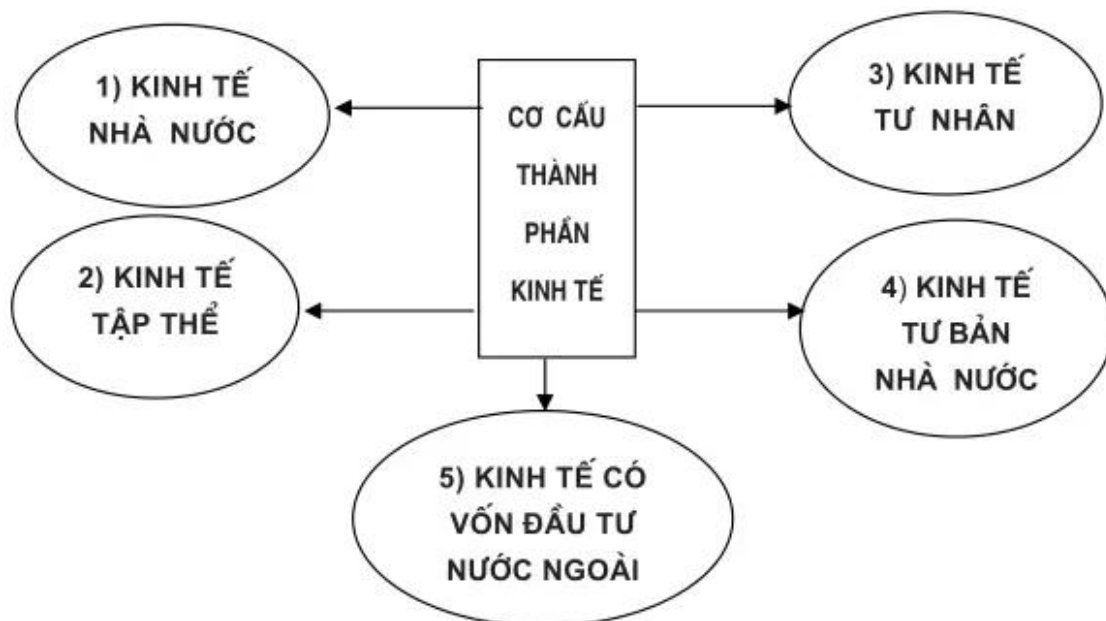 1) KINH TẾ
NHÀ NƯỚC
2) KINH TẾ
TẬP THỂ
CƠ CẤU
THÀNH
PHẦN
KINH TẾ
3) KINH TẾ
TƯ NHÂN
4) KINH TẾ
TƯ BẢN
NHÀ NƯỚC
5) KINH TẾ CÓ
VỐN ĐẦU TƯ
NƯỚC NGOÀI